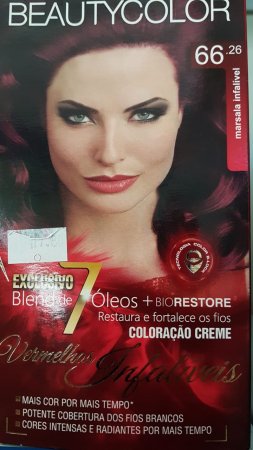 BEAUTYCOLOR
66.26
marsala infalível
EXCLUSIVO
Blend de 7 Óleos + BIORESTORE
Restaura e fortalece os fios
COLORAÇÃO CREME
Vermelhos Infalíveis
MAIS COR POR MAIS TEMPO*
POTENTE COBERTURA DOS FIOS BRANCOS
CORES INTENSAS E RADIANTES POR MAIS TEMPO*